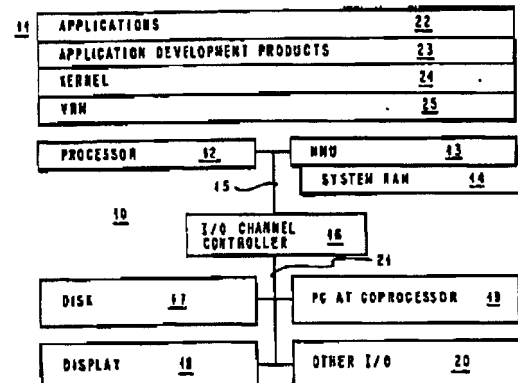 11 APPLICATIONS 22
APPLICATION DEVELOPMENT PRODUCTS 23
KERNEL 24
VRM 25
PROCESSOR 12
MMU 13
15
SYSTEM RAM 14
10
I/O CHANNEL
CONTROLLER 16
21
DISK 17
PC AT COPROCESSOR 19
DISPLAY 18
OTHER I/O 20